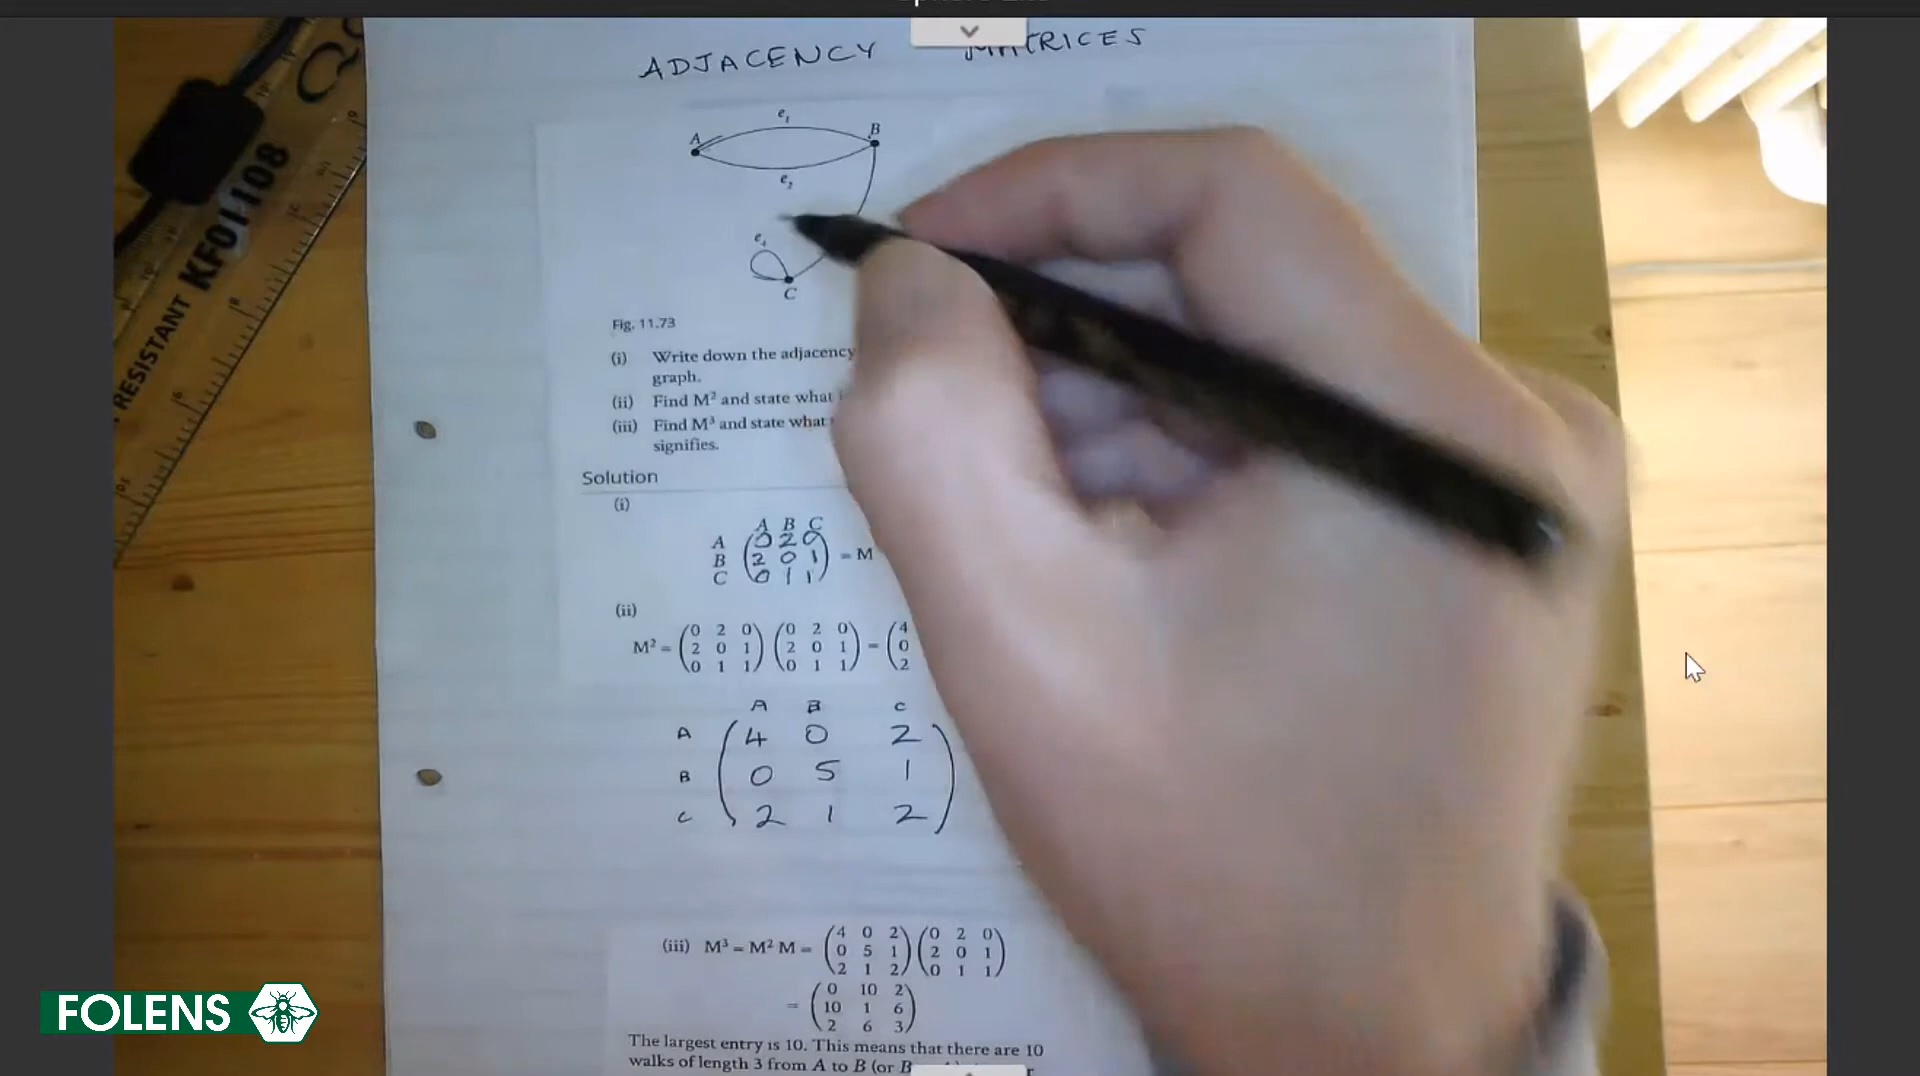 ADJACENCY MATRICES
e₁
A B
e₂
e₄
C
Fig. 11.73
(i) Write down the adjacency
graph.
(ii) Find M² and state what
(iii) Find M³ and state what
signifies.
Solution
(i)
A B C
A (0 2 0)
B (2 0 1) = M
C (0 1 1)
(ii)
M² = (0 2 0) (0 2 0) = (4
(2 0 1) (2 0 1) (0
(0 1 1) (0 1 1) (2
A B C
A (4 0 2)
B (0 5 1)
C (2 1 2)
(iii) M³ = M² M = (4 0 2) (0 2 0)
(0 5 1) (2 0 1)
(2 1 2) (0 1 1)
= (0 10 2)
(10 1 6)
(2 6 3)
The largest entry is 10. This means that there are 10
walks of length 3 from A to B (or B
RESISTANT KF011108
FOLENS